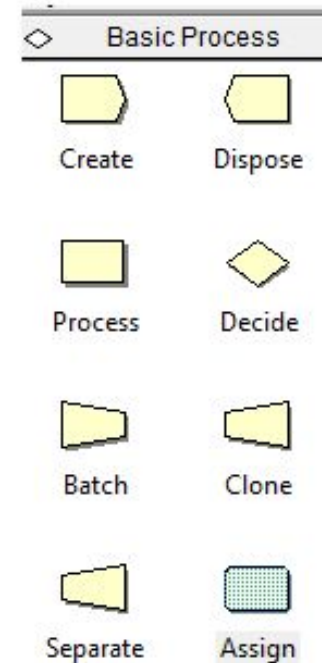 Basic Process
Create Dispose
Process Decide
Batch Clone
Separate Assign